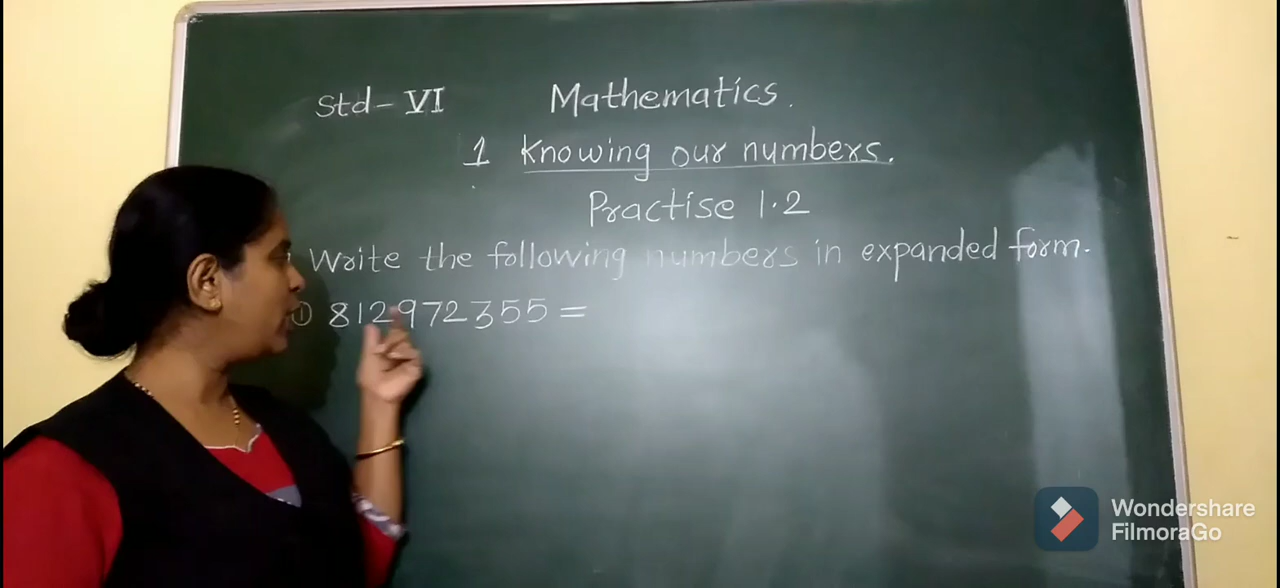 Std - VI Mathematics.
1 Knowing our numbers.
Practise 1.2
Write the following numbers in expanded form.
① 812972355 =
Wondershare
FilmoraGo